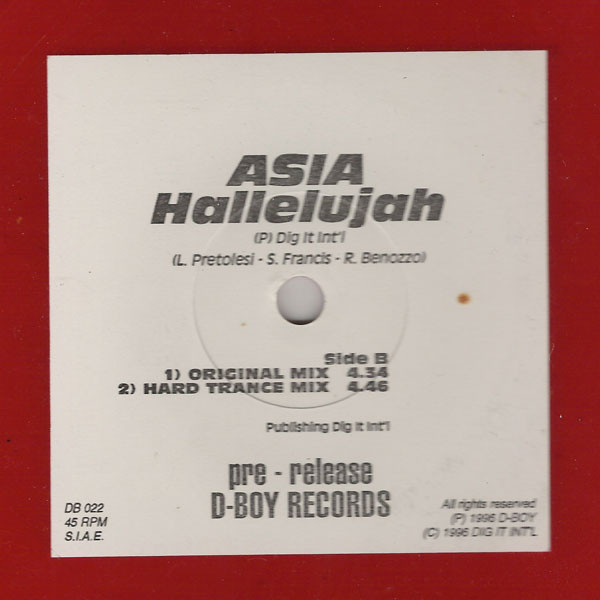 ASIA
Hallelujah
(P) Dig It Int'l
(L. Pretolesi - S. Francis - R. Benozzo)
Side B
1) ORIGINAL MIX 4.34
2) HARD TRANCE MIX 4.46
Publishing Dig It Int'l
pre - release
D-BOY RECORDS
DB 022
45 RPM
S.I.A.E.
All rights reserved
(P) 1996 D-BOY
(C) 1996 DIG IT INT'L